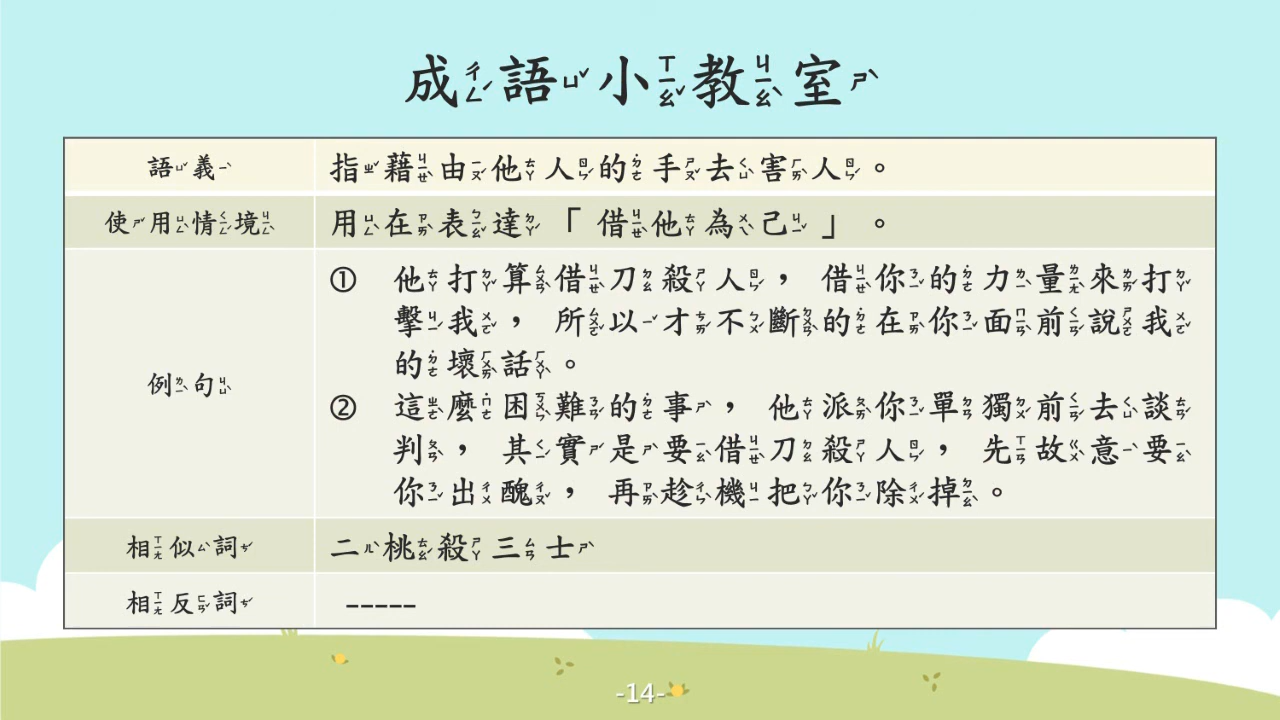 成語小教室
語義 指藉由他人的手去害人。
使用情境 用在表達「借他為己」。
例句 ① 他打算借刀殺人，借你的力量來打
擊我，所以才不斷的在你面前說我
的壞話。
② 這麼困難的事，他派你單獨前去談
判，其實是要借刀殺人，先故意要
你出醜，再趁機把你除掉。
相似詞 二桃殺三士
相反詞 -----
-14-